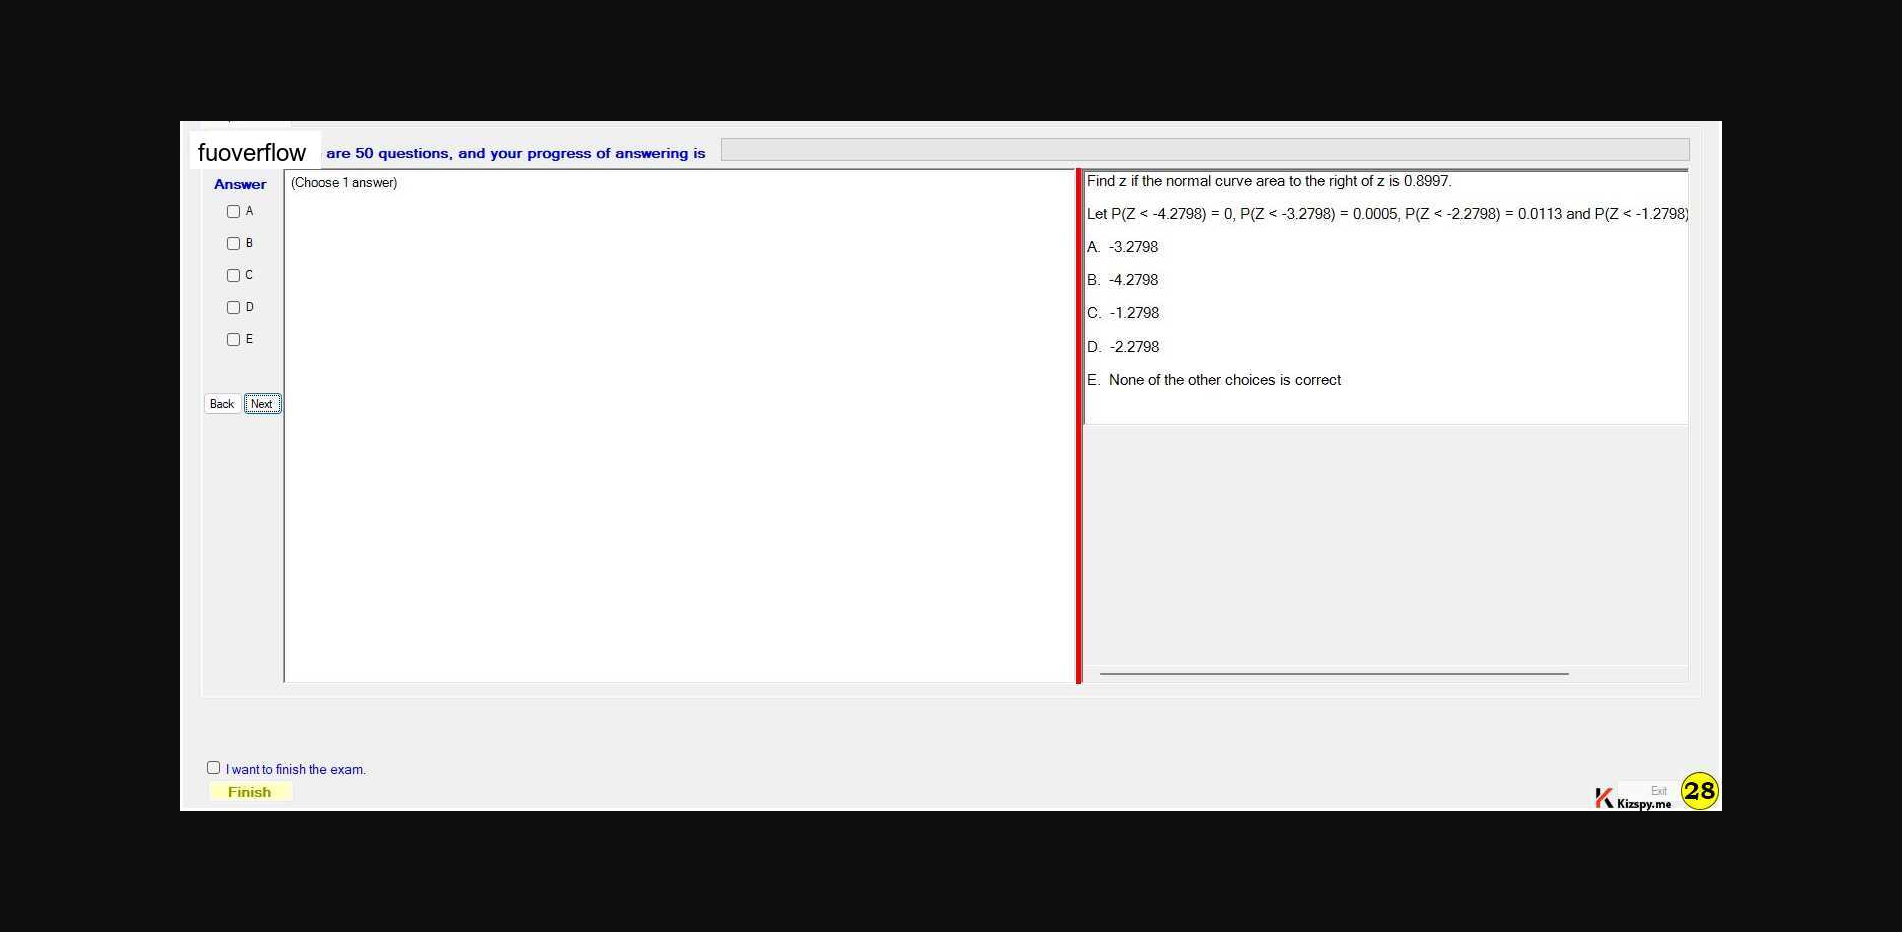 fuoverflow are 50 questions, and your progress of answering is
Answer
A
B
C
D
E
Back Next
(Choose 1 answer)
Find z if the normal curve area to the right of z is 0.8997.
Let P(Z < -4.2798) = 0, P(Z < -3.2798) = 0.0005, P(Z < -2.2798) = 0.0113 and P(Z < -1.2798)
A. -3.2798
B. -4.2798
C. -1.2798
D. -2.2798
E. None of the other choices is correct
I want to finish the exam.
Finish
Exit
Kizspy.me
28